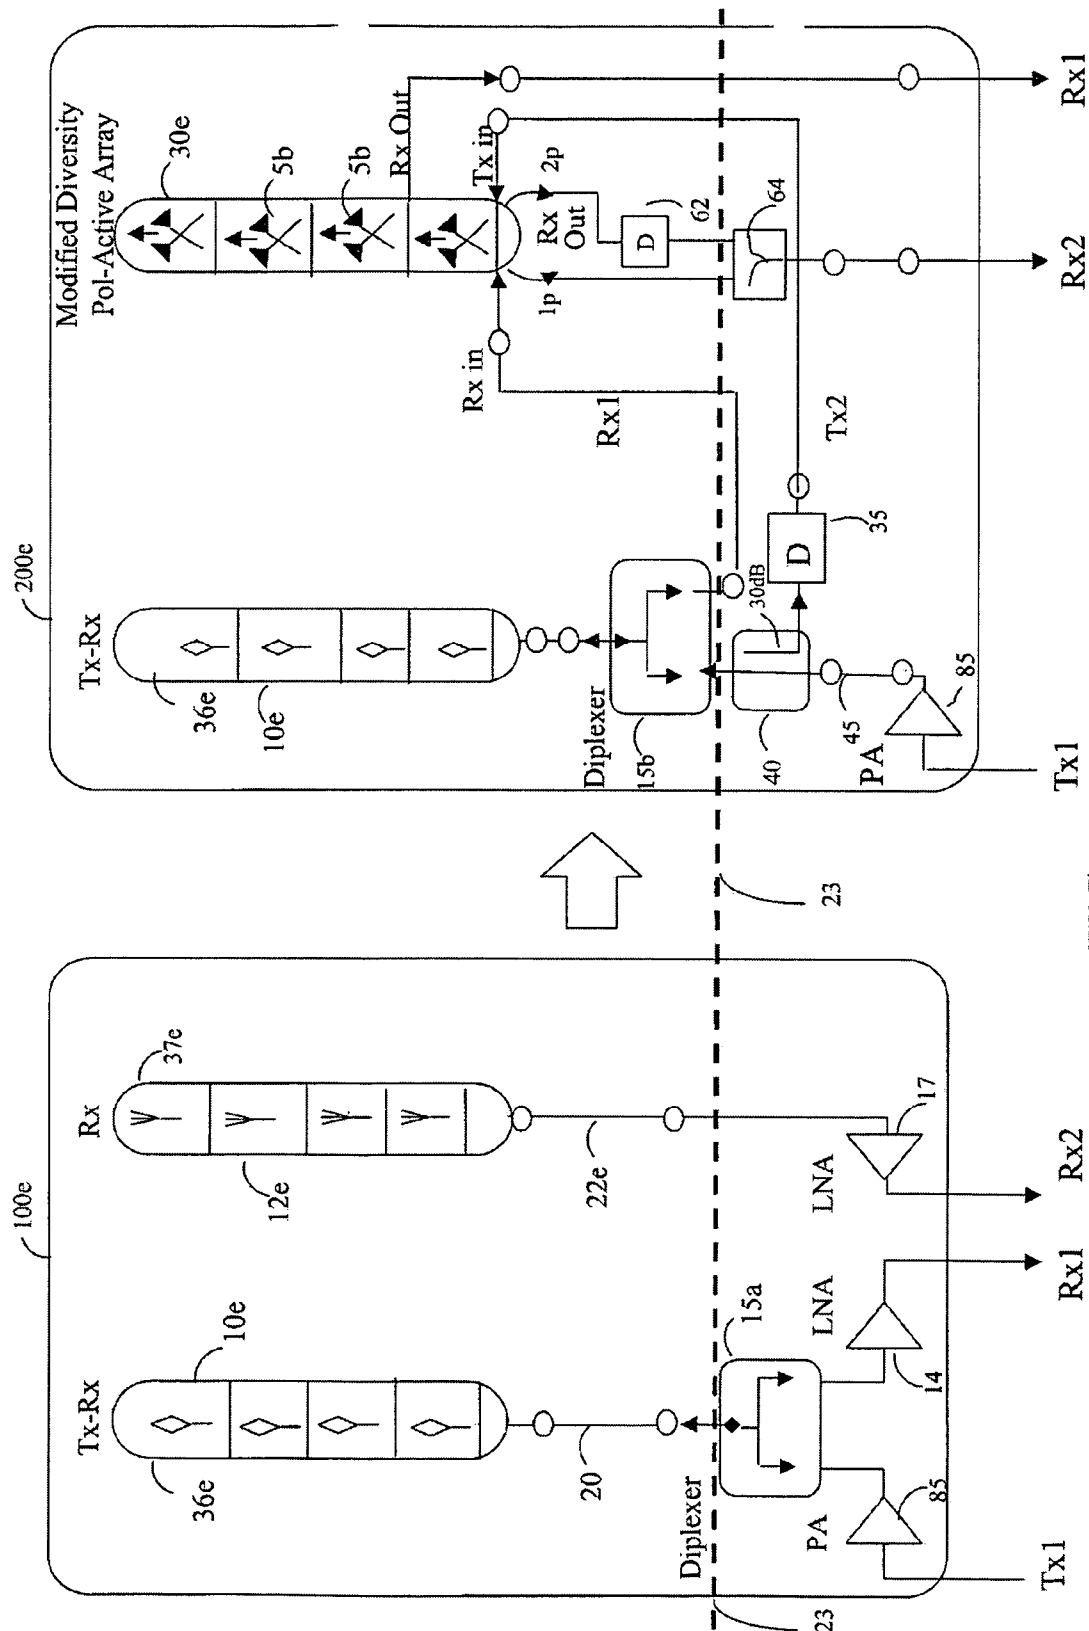 100e
Tx-Rx
36e
10e
Rx
37e
12e
20
22e
Diplexer
15a
23
PA
85
LNA
14
LNA
17
Tx1
Rx1
Rx2
23
200e
Tx-Rx
36e
10e
Diplexer
15b
40
30dB
45
PA
85
D
35
Tx1
Tx2
Modified Diversity
Pol-Active Array
30e
5b
5b
Rx Out
Tx in
Rx in
Rx1
1p
Rx
Out
2p
D
62
64
Rx2
Rx1